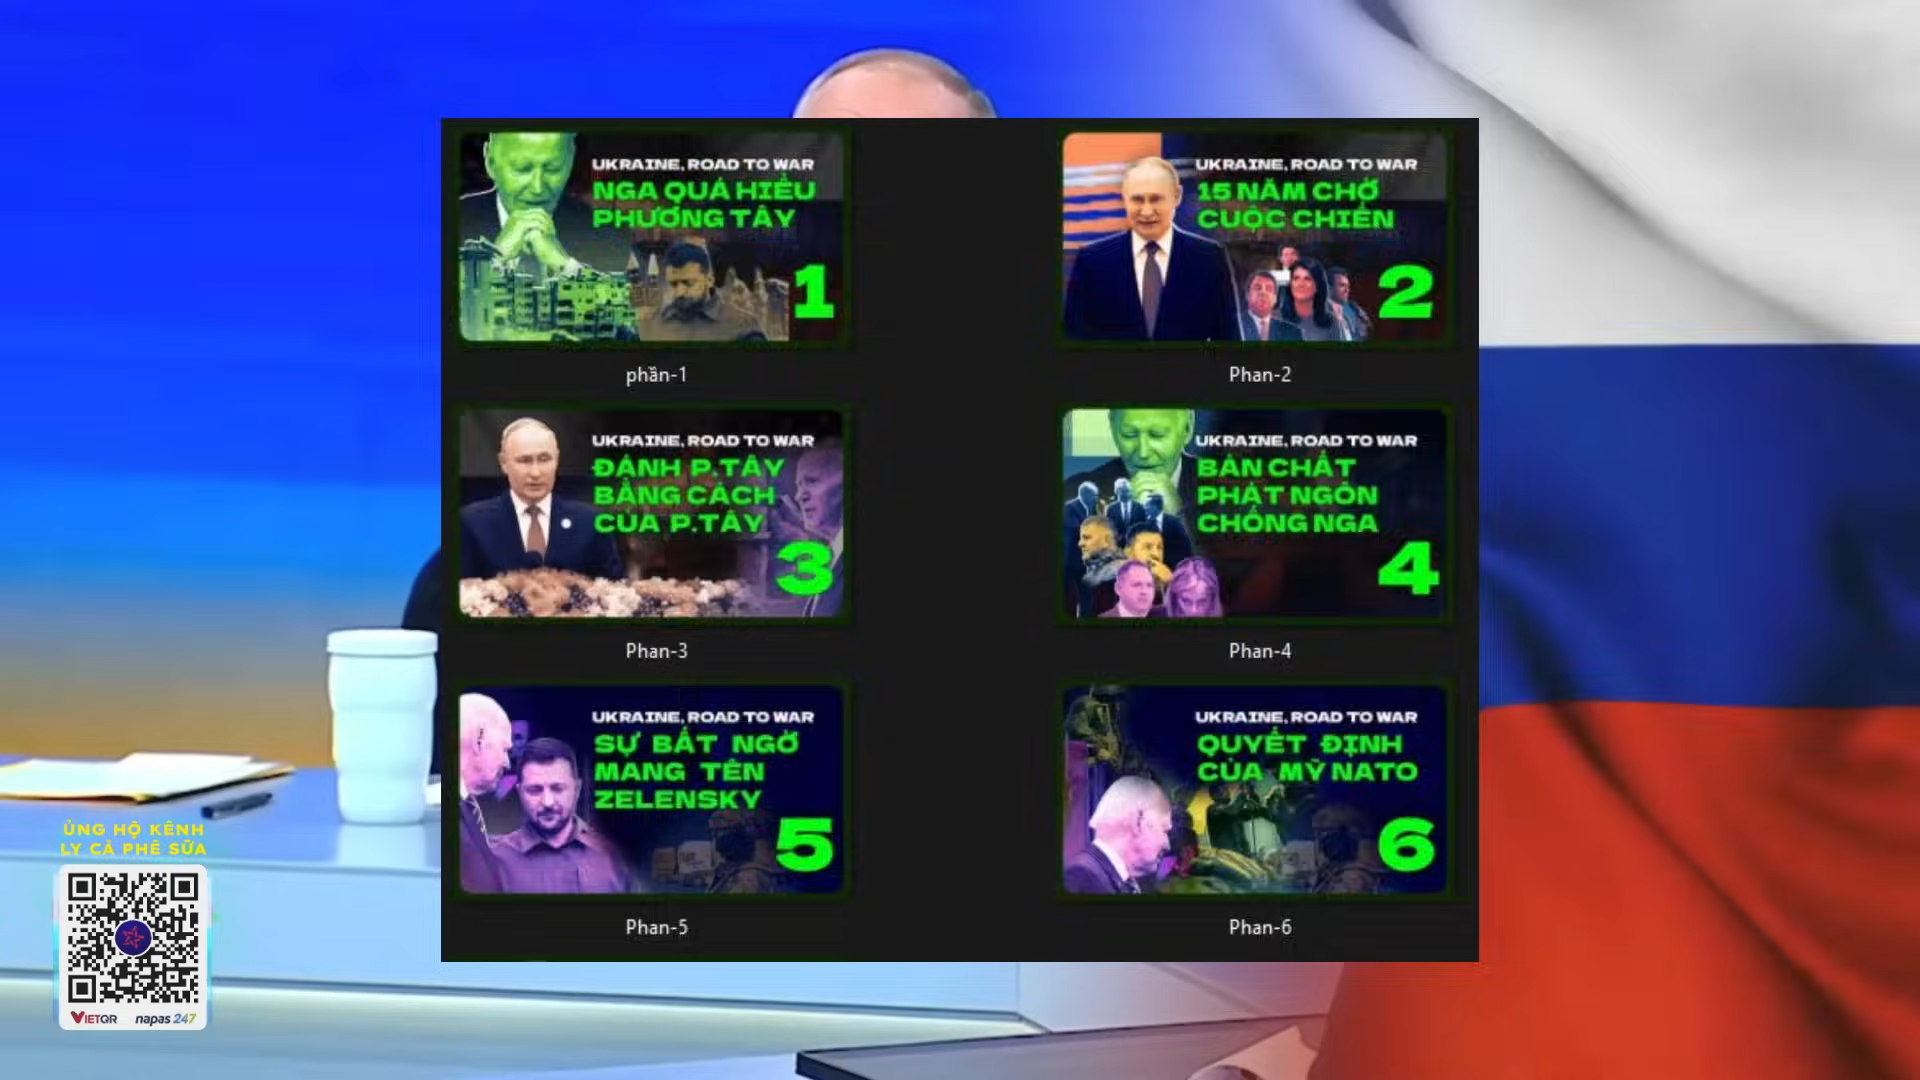 UKRAINE, ROAD TO WAR
NGA QUÁ HIỂU
PHƯƠNG TÂY
1
phần-1
UKRAINE, ROAD TO WAR
15 NĂM CHỜ
CUỘC CHIẾN
2
Phan-2
UKRAINE, ROAD TO WAR
ĐÁNH P.TÂY
BẰNG CÁCH
CỦA P.TÂY
3
Phan-3
UKRAINE, ROAD TO WAR
BẢN CHẤT
PHÁT NGÔN
CHỐNG NGA
4
Phan-4
UKRAINE, ROAD TO WAR
SỰ BẤT NGỜ
MANG TÊN
ZELENSKY
5
Phan-5
UKRAINE, ROAD TO WAR
QUYẾT ĐỊNH
CỦA MỸ NATO
6
Phan-6
ỦNG HỘ KÊNH
LY CÀ PHÊ SỮA
VIETQR napas 247